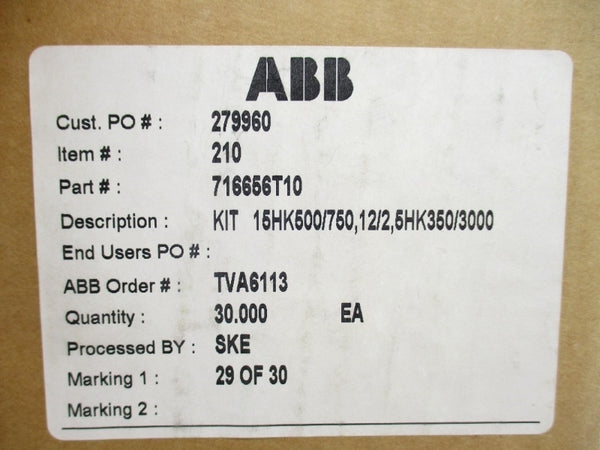 ABB
Cust. PO # : 279960
Item # : 210
Part # : 716656T10
Description : KIT 15HK500/750,12/2,5HK350/3000
End Users PO # :
ABB Order # : TVA6113
Quantity : 30.000 EA
Processed BY : SKE
Marking 1 : 29 OF 30
Marking 2 :